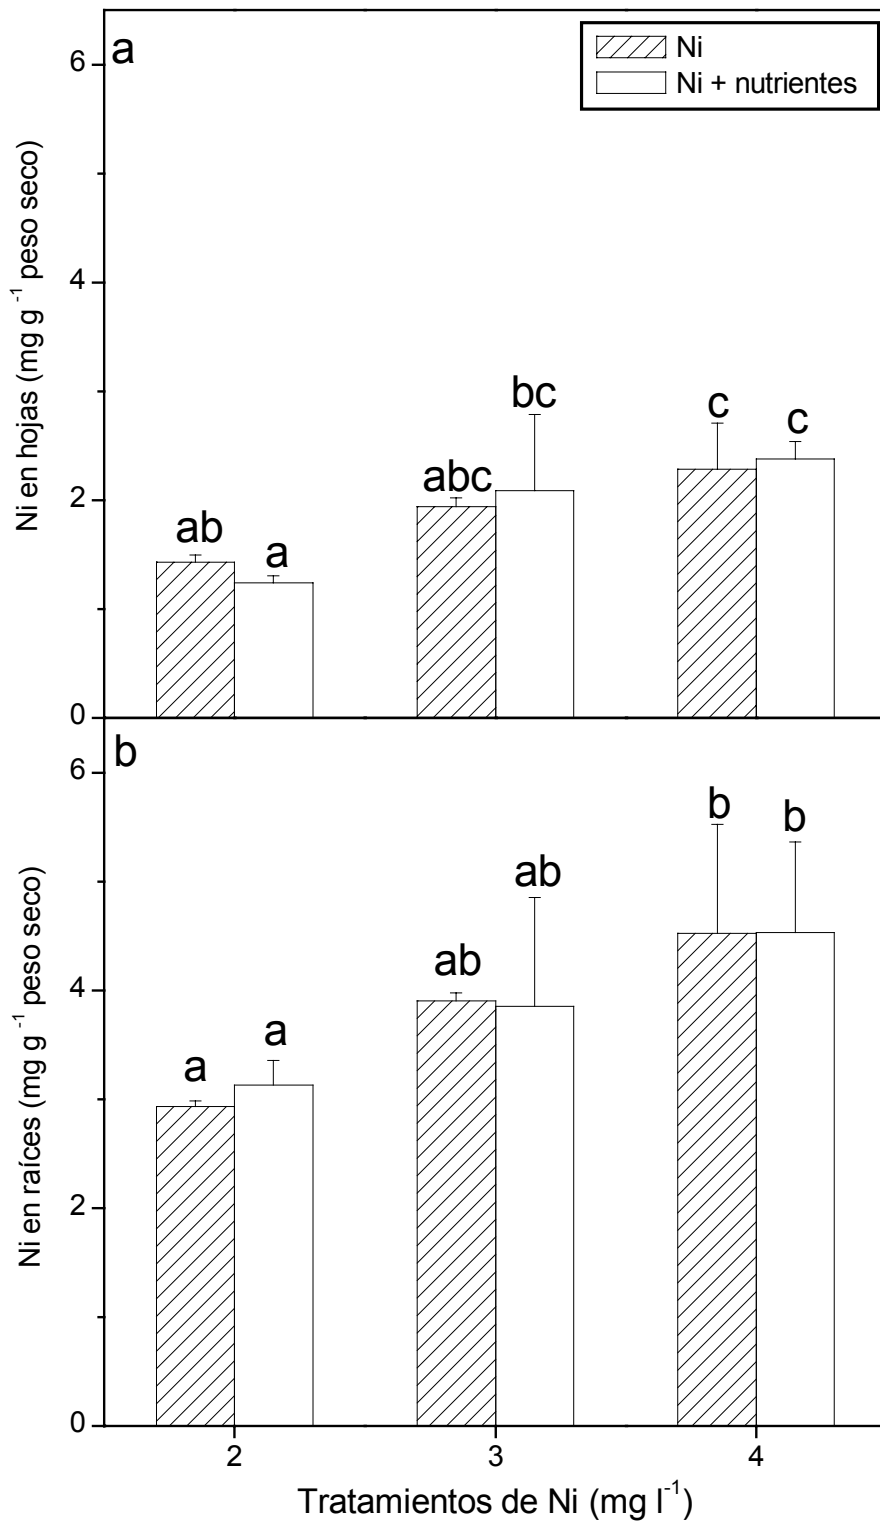 a
Ni
Ni + nutrientes
6
4
2
0
Ni en hojas (mg g⁻¹ peso seco)
ab
a
abc
bc
c
c
b
6
4
2
0
Ni en raíces (mg g⁻¹ peso seco)
a
a
ab
ab
b
b
2 3 4
Tratamientos de Ni (mg l⁻¹)